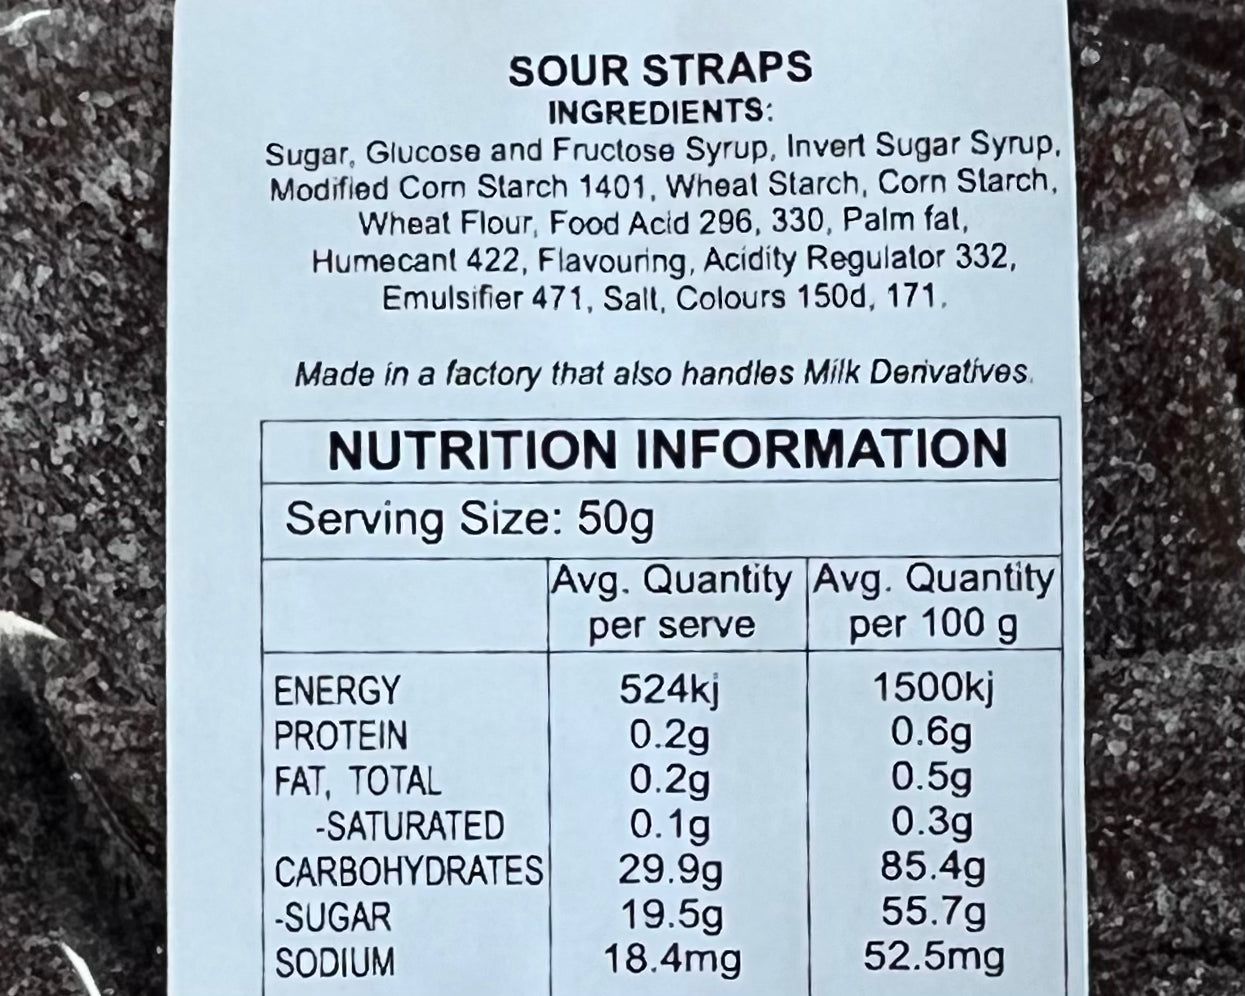 SOUR STRAPS
INGREDIENTS:
Sugar, Glucose and Fructose Syrup, Invert Sugar Syrup,
Modified Corn Starch 1401, Wheat Starch, Corn Starch,
Wheat Flour, Food Acid 296, 330, Palm fat,
Humecant 422, Flavouring, Acidity Regulator 332,
Emulsifier 471, Salt, Colours 150d, 171.
Made in a factory that also handles Milk Derivatives.
NUTRITION INFORMATION
Serving Size: 50g
Avg. Quantity per serve Avg. Quantity per 100 g
ENERGY 524kj 1500kj
PROTEIN 0.2g 0.6g
FAT, TOTAL 0.2g 0.5g
-SATURATED 0.1g 0.3g
CARBOHYDRATES 29.9g 85.4g
-SUGAR 19.5g 55.7g
SODIUM 18.4mg 52.5mg